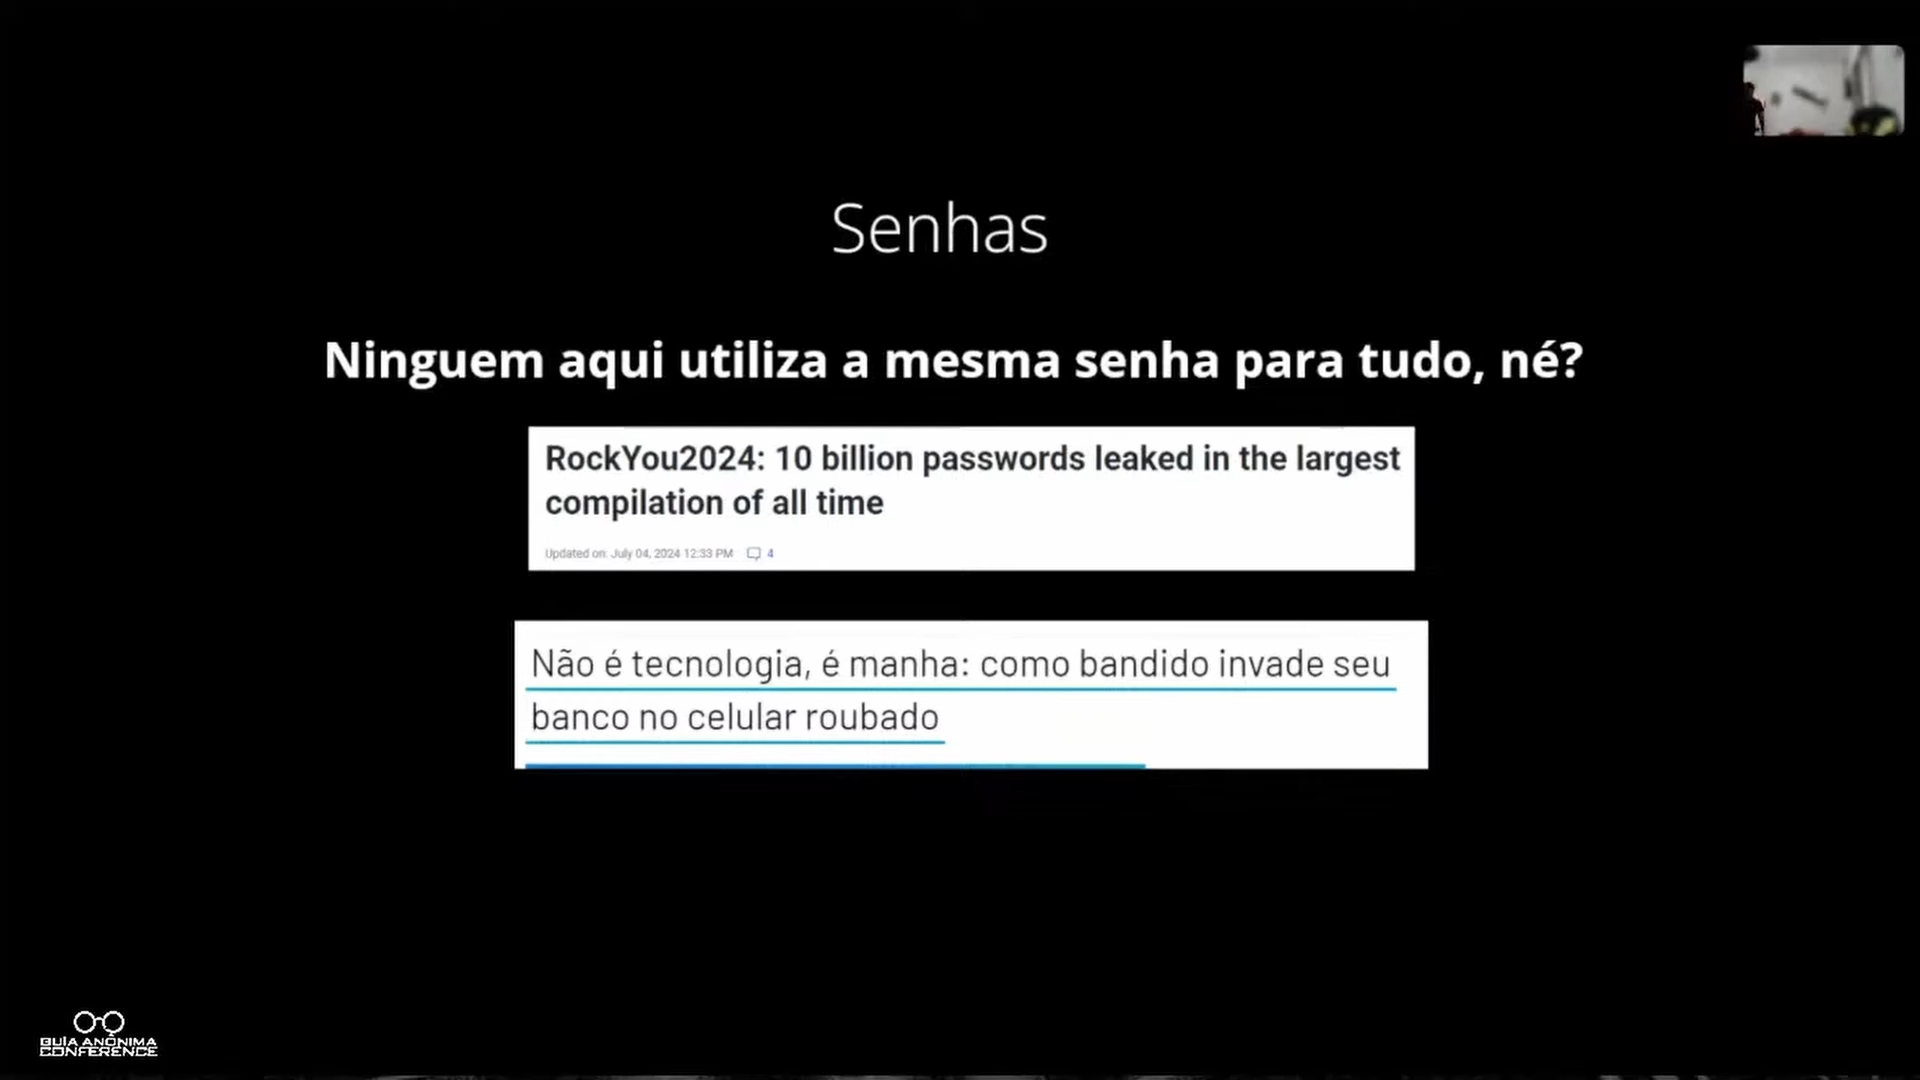 Senhas
Ninguem aqui utiliza a mesma senha para tudo, né?
RockYou2024: 10 billion passwords leaked in the largest
compilation of all time
Updated on: July 04, 2024 12:33 PM 4
Não é tecnologia, é manha: como bandido invade seu
banco no celular roubado
GUIA ANÔNIMA
CONFERENCE